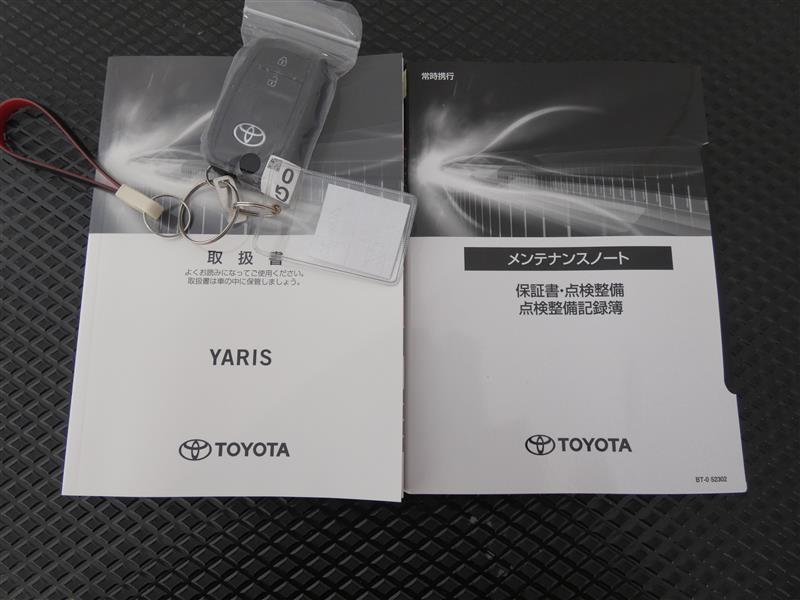 取扱書
よくお読みになってご使用ください。
取扱書は車の中に保管しましょう。
YARIS
TOYOTA
常時携行
メンテナンスノート
保証書・点検整備
点検整備記録簿
TOYOTA
BT-0 52302